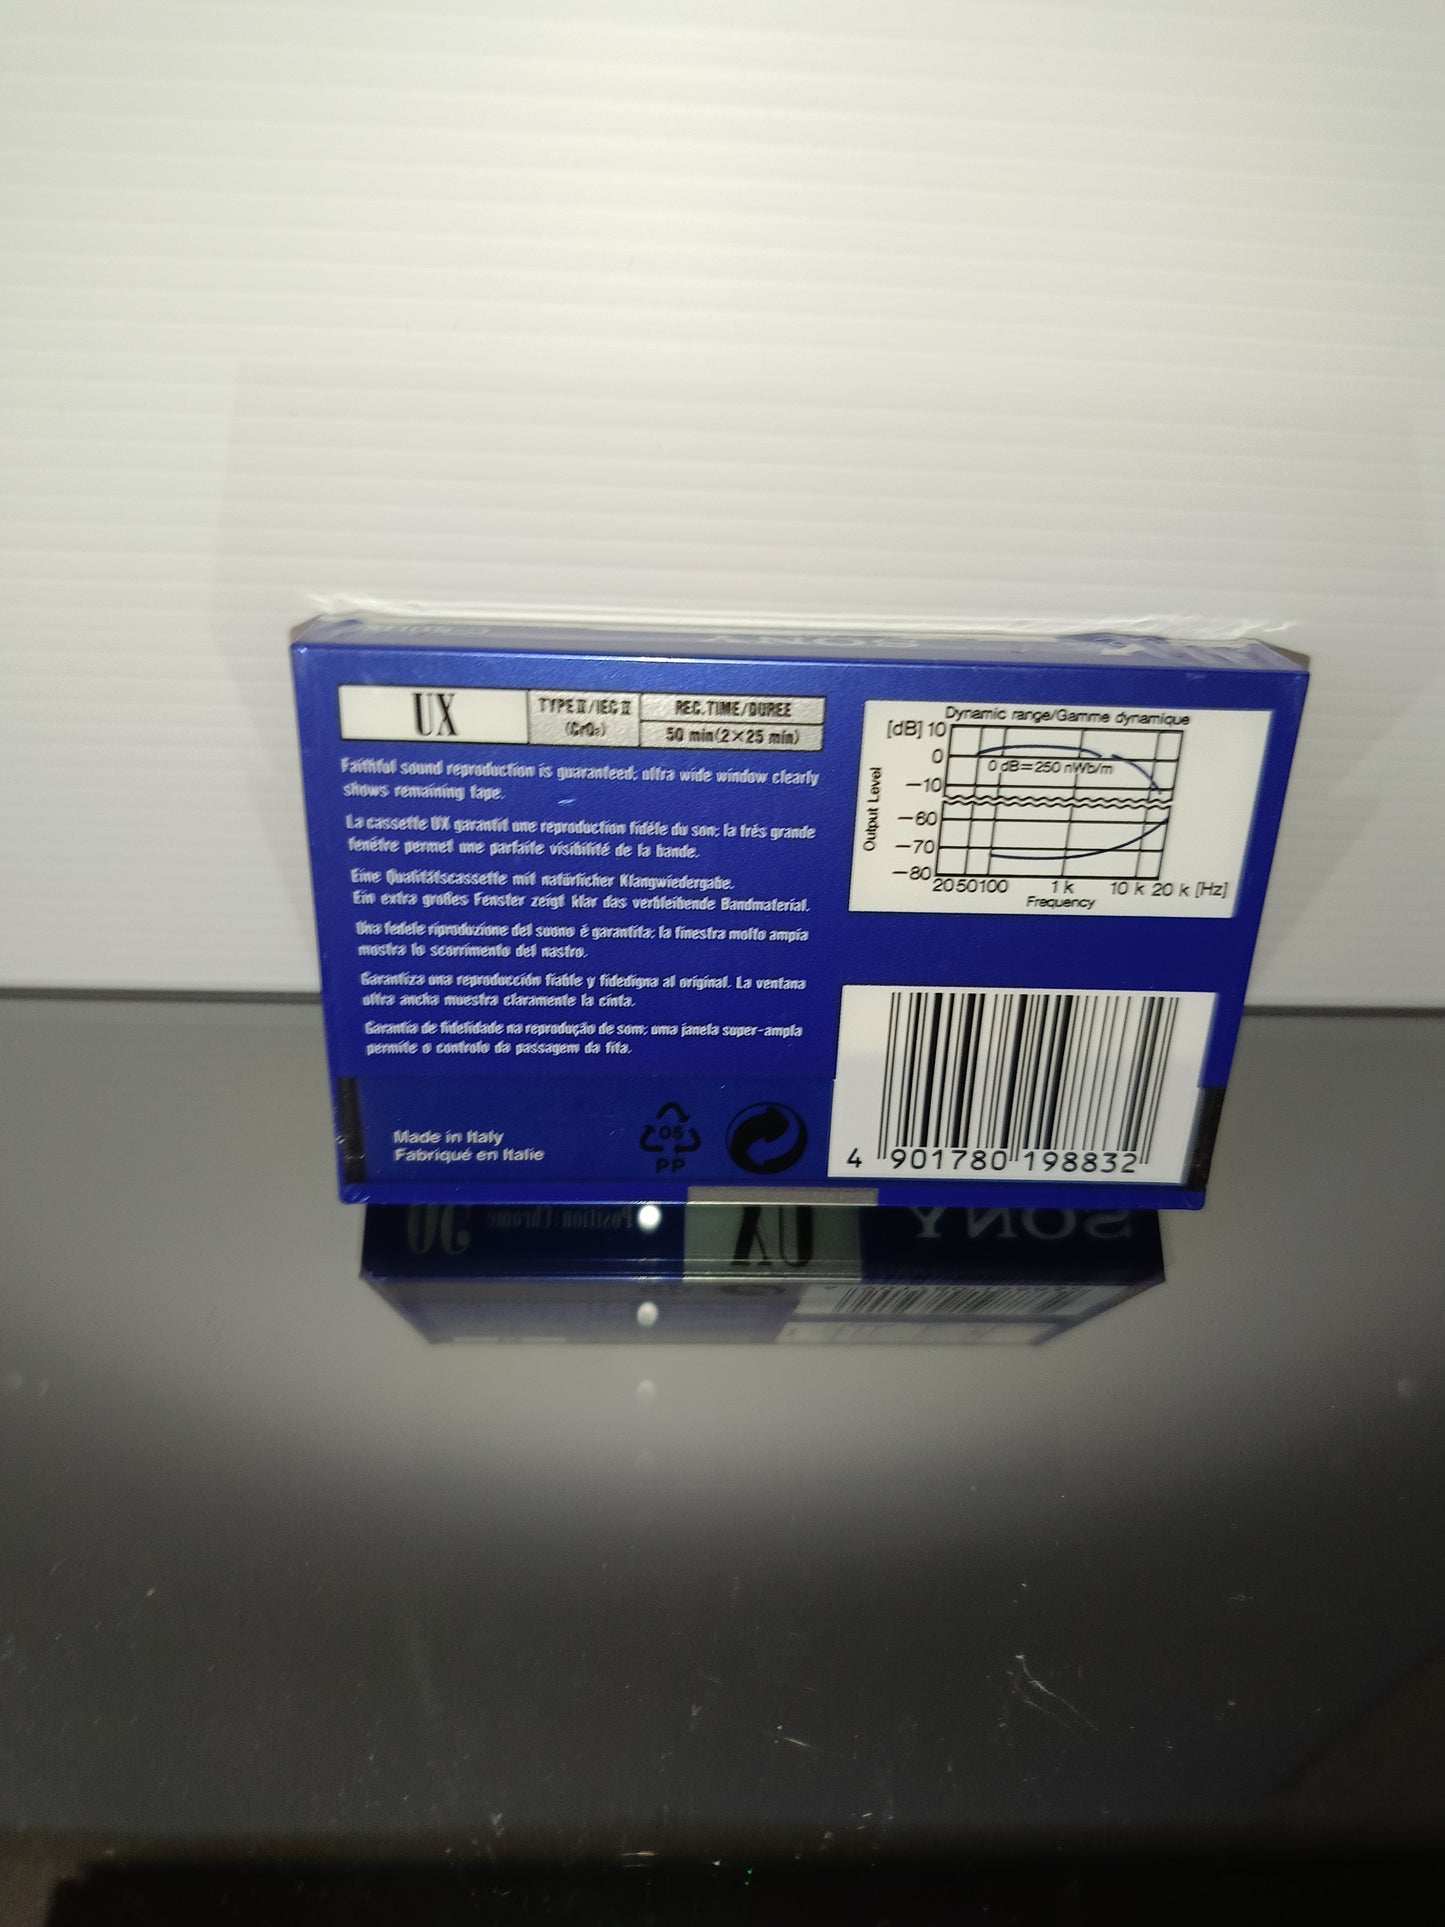 SONY
UX
TYPE II/IEC II
(CrO₂)
REC.TIME/DUREE
50 min(2×25 min)
Faithful sound reproduction is guaranteed; ultra wide window clearly
shows remaining tape.
La cassette UX garantit une reproduction fidèle du son; la très grande
fenêtre permet une parfaite visibilité de la bande.
Eine Qualitätscassette mit natürlicher Klangwiedergabe.
Ein extra großes Fenster zeigt klar das verbleibende Bandmaterial.
Una fedele riproduzione del suono è garantita; la finestra molto ampia
mostra lo scorrimento del nastro.
Garantiza una reproducción fiable y fidedigna al original. La ventana
ultra ancha muestra claramente la cinta.
Garantia de fidelidade na reprodução de som; uma janela super-ampla
permite o controlo da passagem da fita.
Made in Italy
Fabriqué en Italie
05
PP
Dynamic range/Gamme dynamique
[dB] 10
0
0 dB=250 nWb/m
−10
Output Level
−60
−70
−80
20 50 100 1 k 10 k 20 k [Hz]
Frequency
4 901780 198832
50 Position: Chrome UX SONY